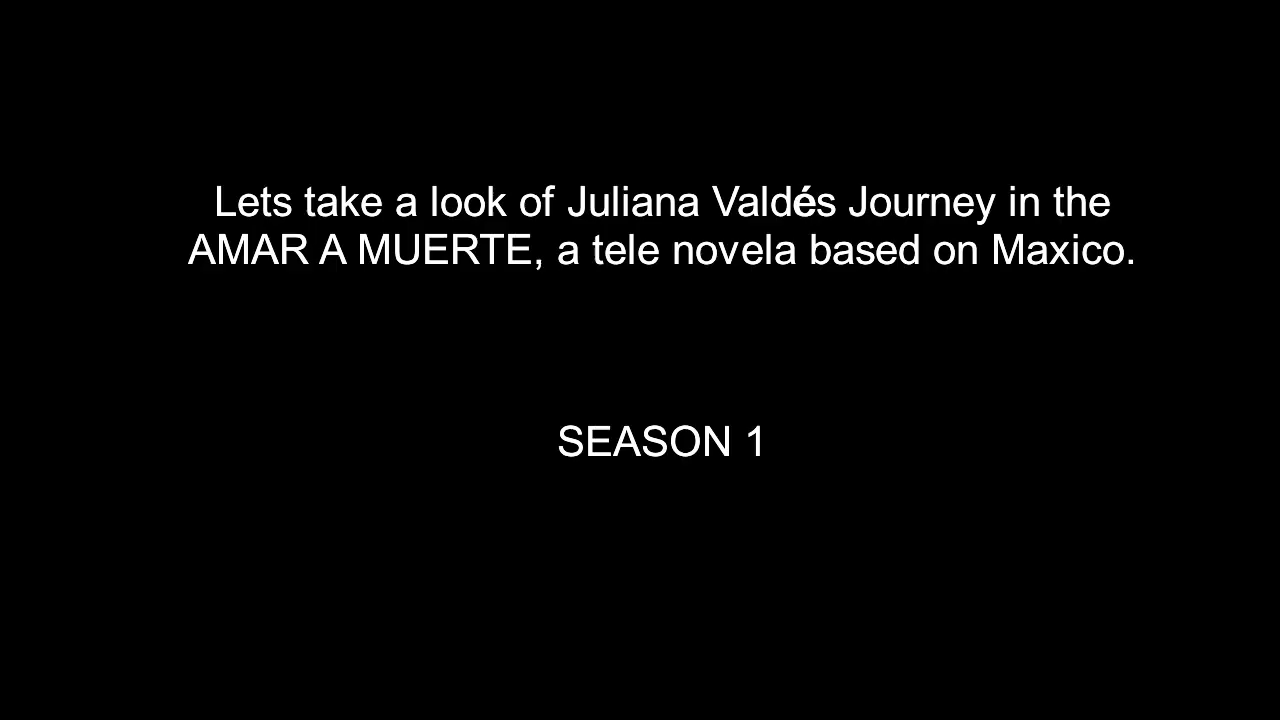 Lets take a look of Juliana Valdés Journey in the
AMAR A MUERTE, a tele novela based on Maxico.
SEASON 1